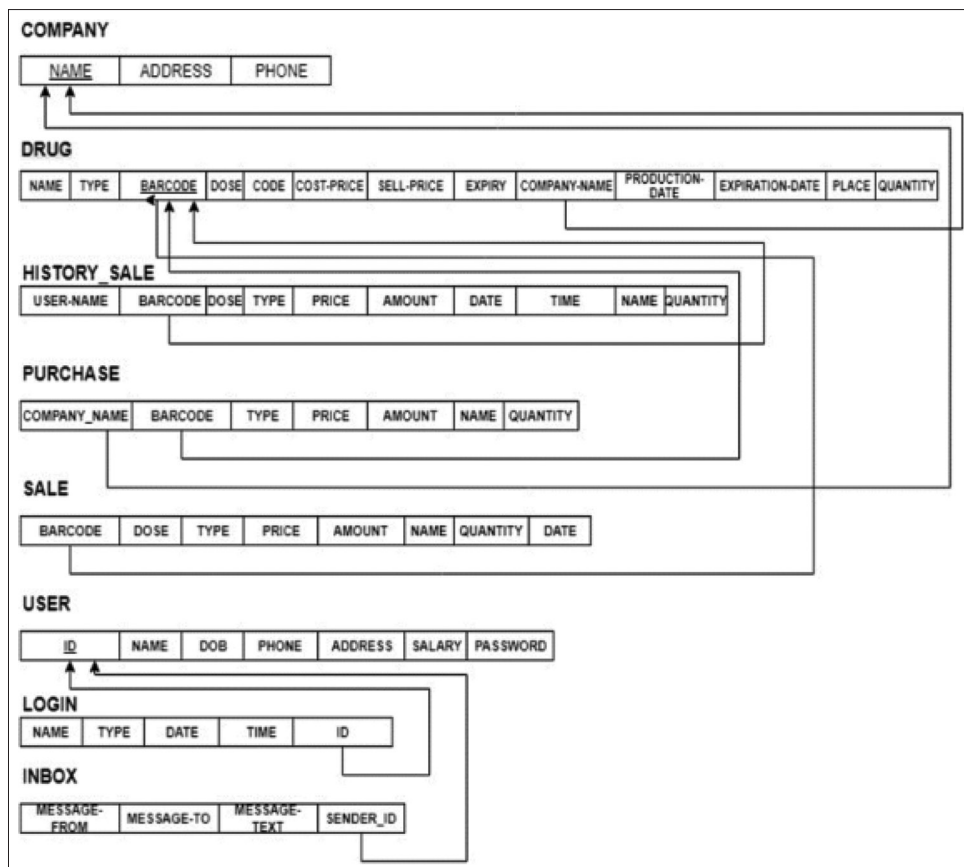 COMPANY
NAME ADDRESS PHONE
DRUG
NAME TYPE BARCODE DOSE CODE COST-PRICE SELL-PRICE EXPIRY COMPANY-NAME PRODUCTION-DATE EXPIRATION-DATE PLACE QUANTITY
HISTORY_SALE
USER-NAME BARCODE DOSE TYPE PRICE AMOUNT DATE TIME NAME QUANTITY
PURCHASE
COMPANY_NAME BARCODE TYPE PRICE AMOUNT NAME QUANTITY
SALE
BARCODE DOSE TYPE PRICE AMOUNT NAME QUANTITY DATE
USER
ID NAME DOB PHONE ADDRESS SALARY PASSWORD
LOGIN
NAME TYPE DATE TIME ID
INBOX
MESSAGE-FROM MESSAGE-TO MESSAGE-TEXT SENDER_ID